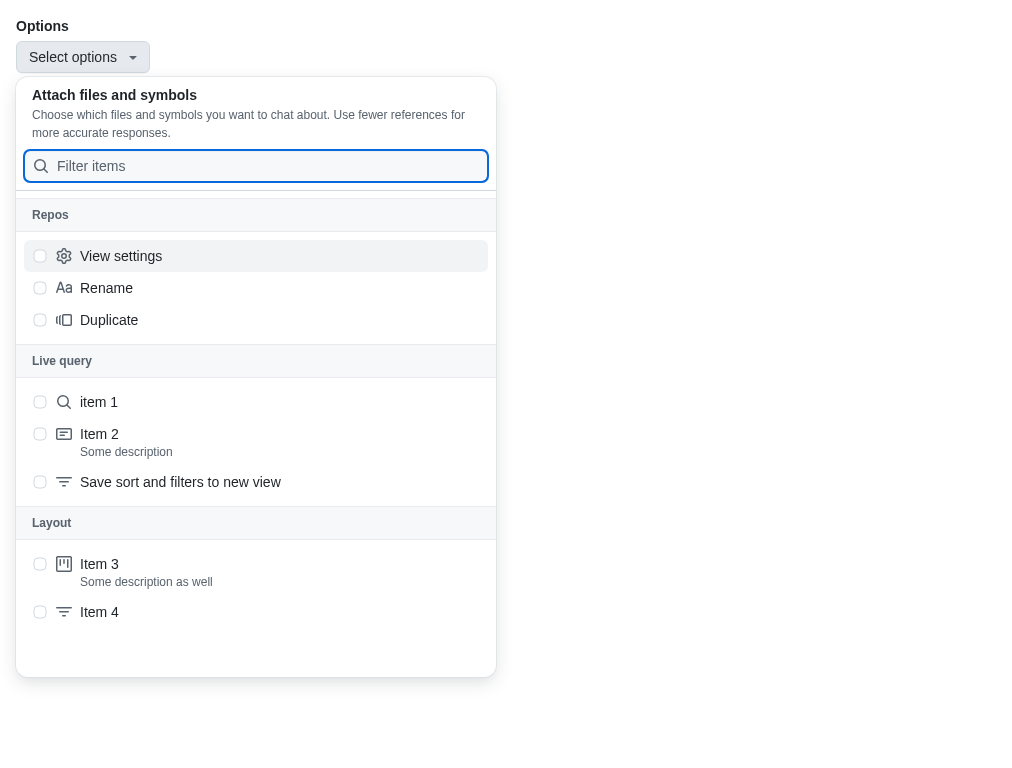 Options
Select options
Attach files and symbols
Choose which files and symbols you want to chat about. Use fewer references for
more accurate responses.
Filter items
Repos
View settings
Rename
Duplicate
Live query
item 1
Item 2
Some description
Save sort and filters to new view
Layout
Item 3
Some description as well
Item 4